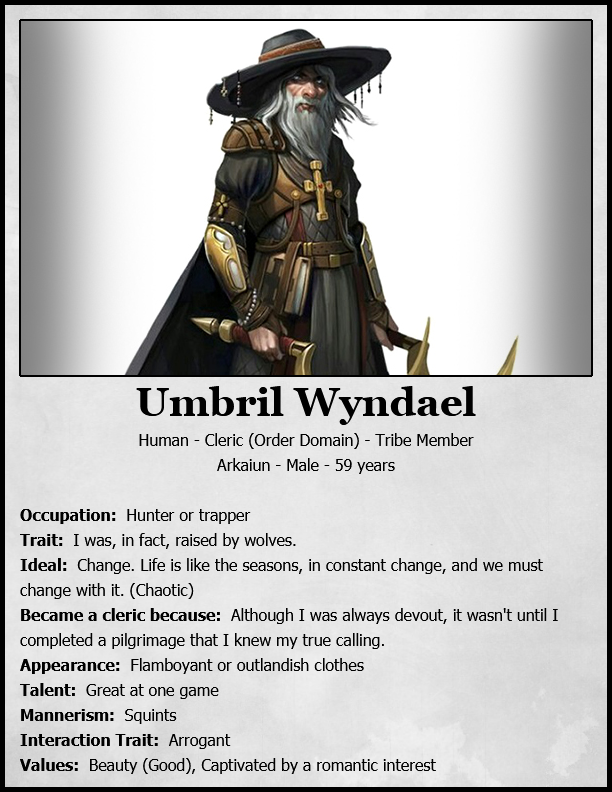 Umbril Wyndael
Human - Cleric (Order Domain) - Tribe Member
Arkaiun - Male - 59 years
Occupation: Hunter or trapper
Trait: I was, in fact, raised by wolves.
Ideal: Change. Life is like the seasons, in constant change, and we must
change with it. (Chaotic)
Became a cleric because: Although I was always devout, it wasn't until I
completed a pilgrimage that I knew my true calling.
Appearance: Flamboyant or outlandish clothes
Talent: Great at one game
Mannerism: Squints
Interaction Trait: Arrogant
Values: Beauty (Good), Captivated by a romantic interest